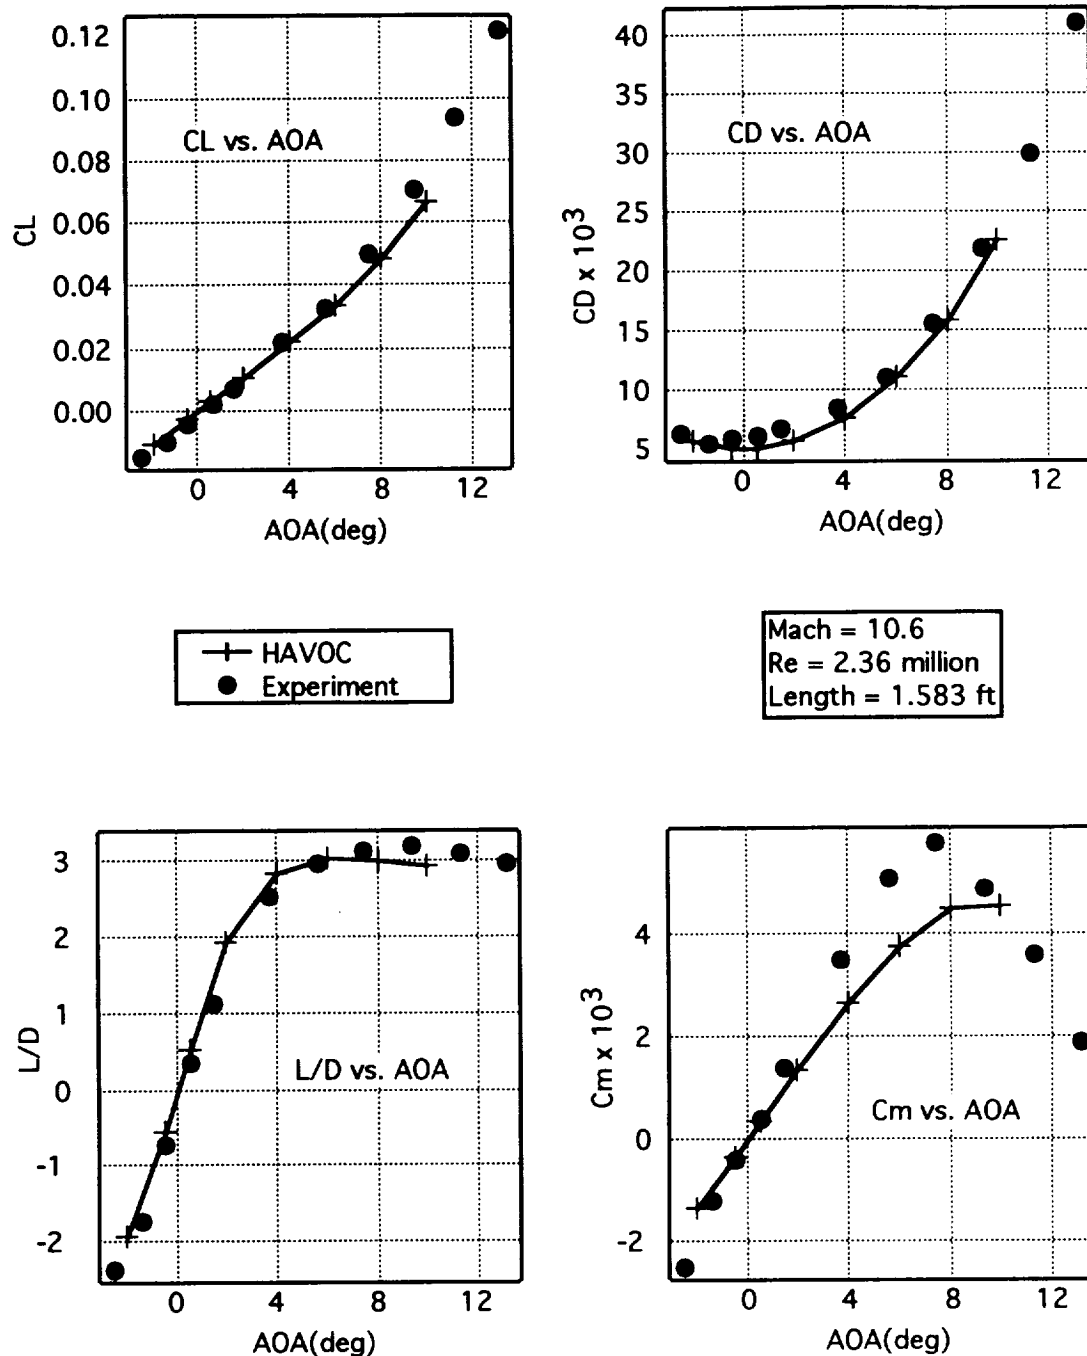 0.12
0.10
0.08
0.06
0.04
0.02
0.00
CL
CL vs. AOA
0 4 8 12
AOA(deg)
40
35
30
25
20
15
10
5
CD x 10³
CD vs. AOA
0 4 8 12
AOA(deg)
HAVOC
Experiment
Mach = 10.6
Re = 2.36 million
Length = 1.583 ft
3
2
1
0
-1
-2
L/D
L/D vs. AOA
0 4 8 12
AOA(deg)
4
2
0
-2
Cm x 10³
Cm vs. AOA
0 4 8 12
AOA(deg)